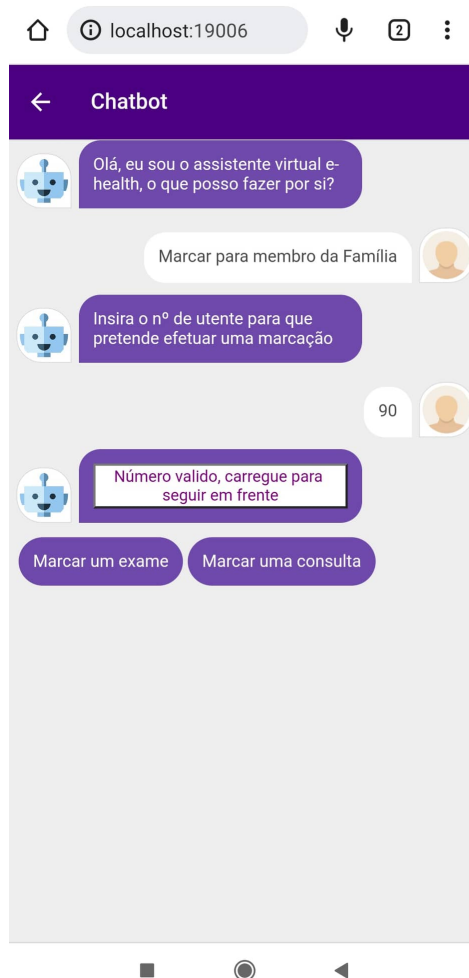 localhost:19006
2
Chatbot
Olá, eu sou o assistente virtual e-
health, o que posso fazer por si?
Marcar para membro da Família
Insira o nº de utente para que
pretende efetuar uma marcação
90
Número valido, carregue para
seguir em frente
Marcar um exame
Marcar uma consulta